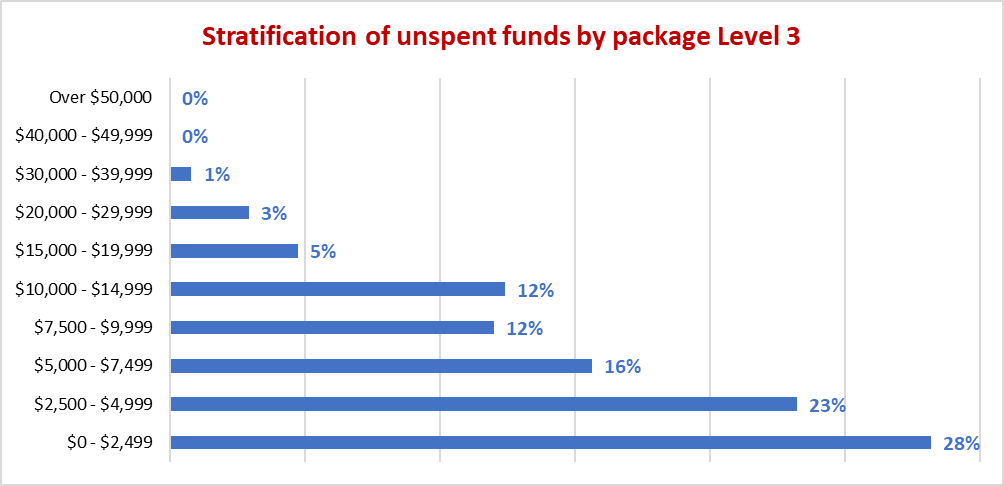 Stratification of unspent funds by package Level 3
Over $50,000 0%
$40,000 - $49,999 0%
$30,000 - $39,999 1%
$20,000 - $29,999 3%
$15,000 - $19,999 5%
$10,000 - $14,999 12%
$7,500 - $9,999 12%
$5,000 - $7,499 16%
$2,500 - $4,999 23%
$0 - $2,499 28%